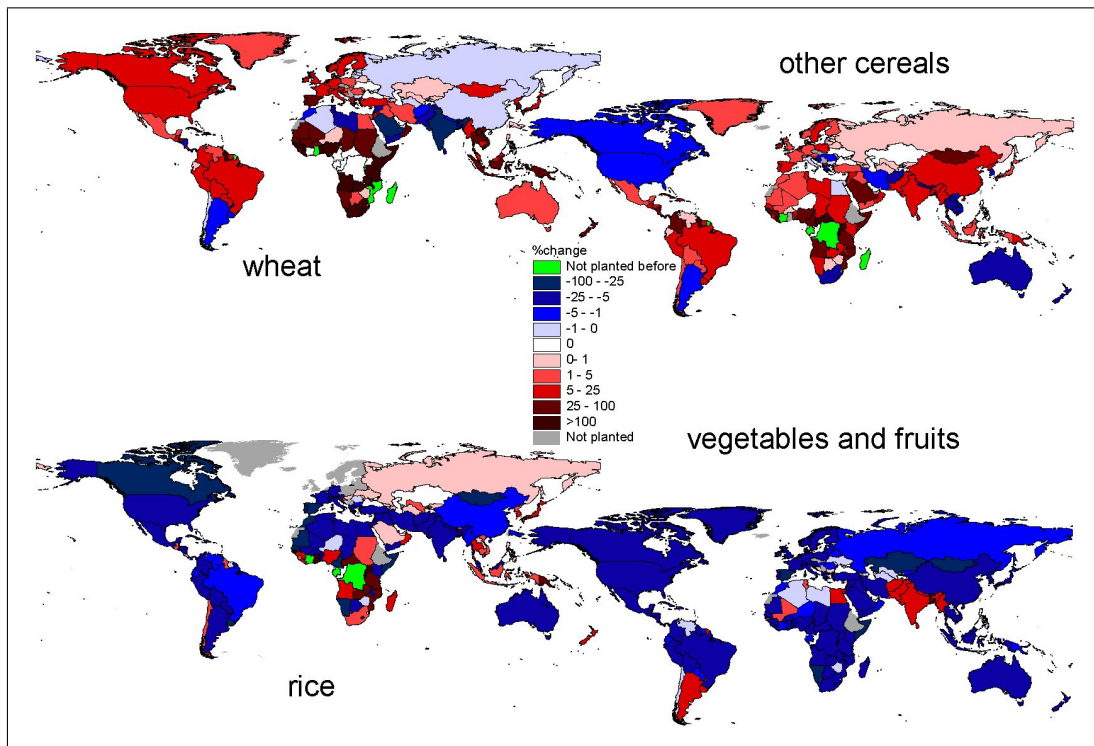 other cereals
wheat
%change
Not planted before
-100 - -25
-25 - -5
-5 - -1
-1 - 0
0
0- 1
1 - 5
5 - 25
25 - 100
>100
Not planted
vegetables and fruits
rice